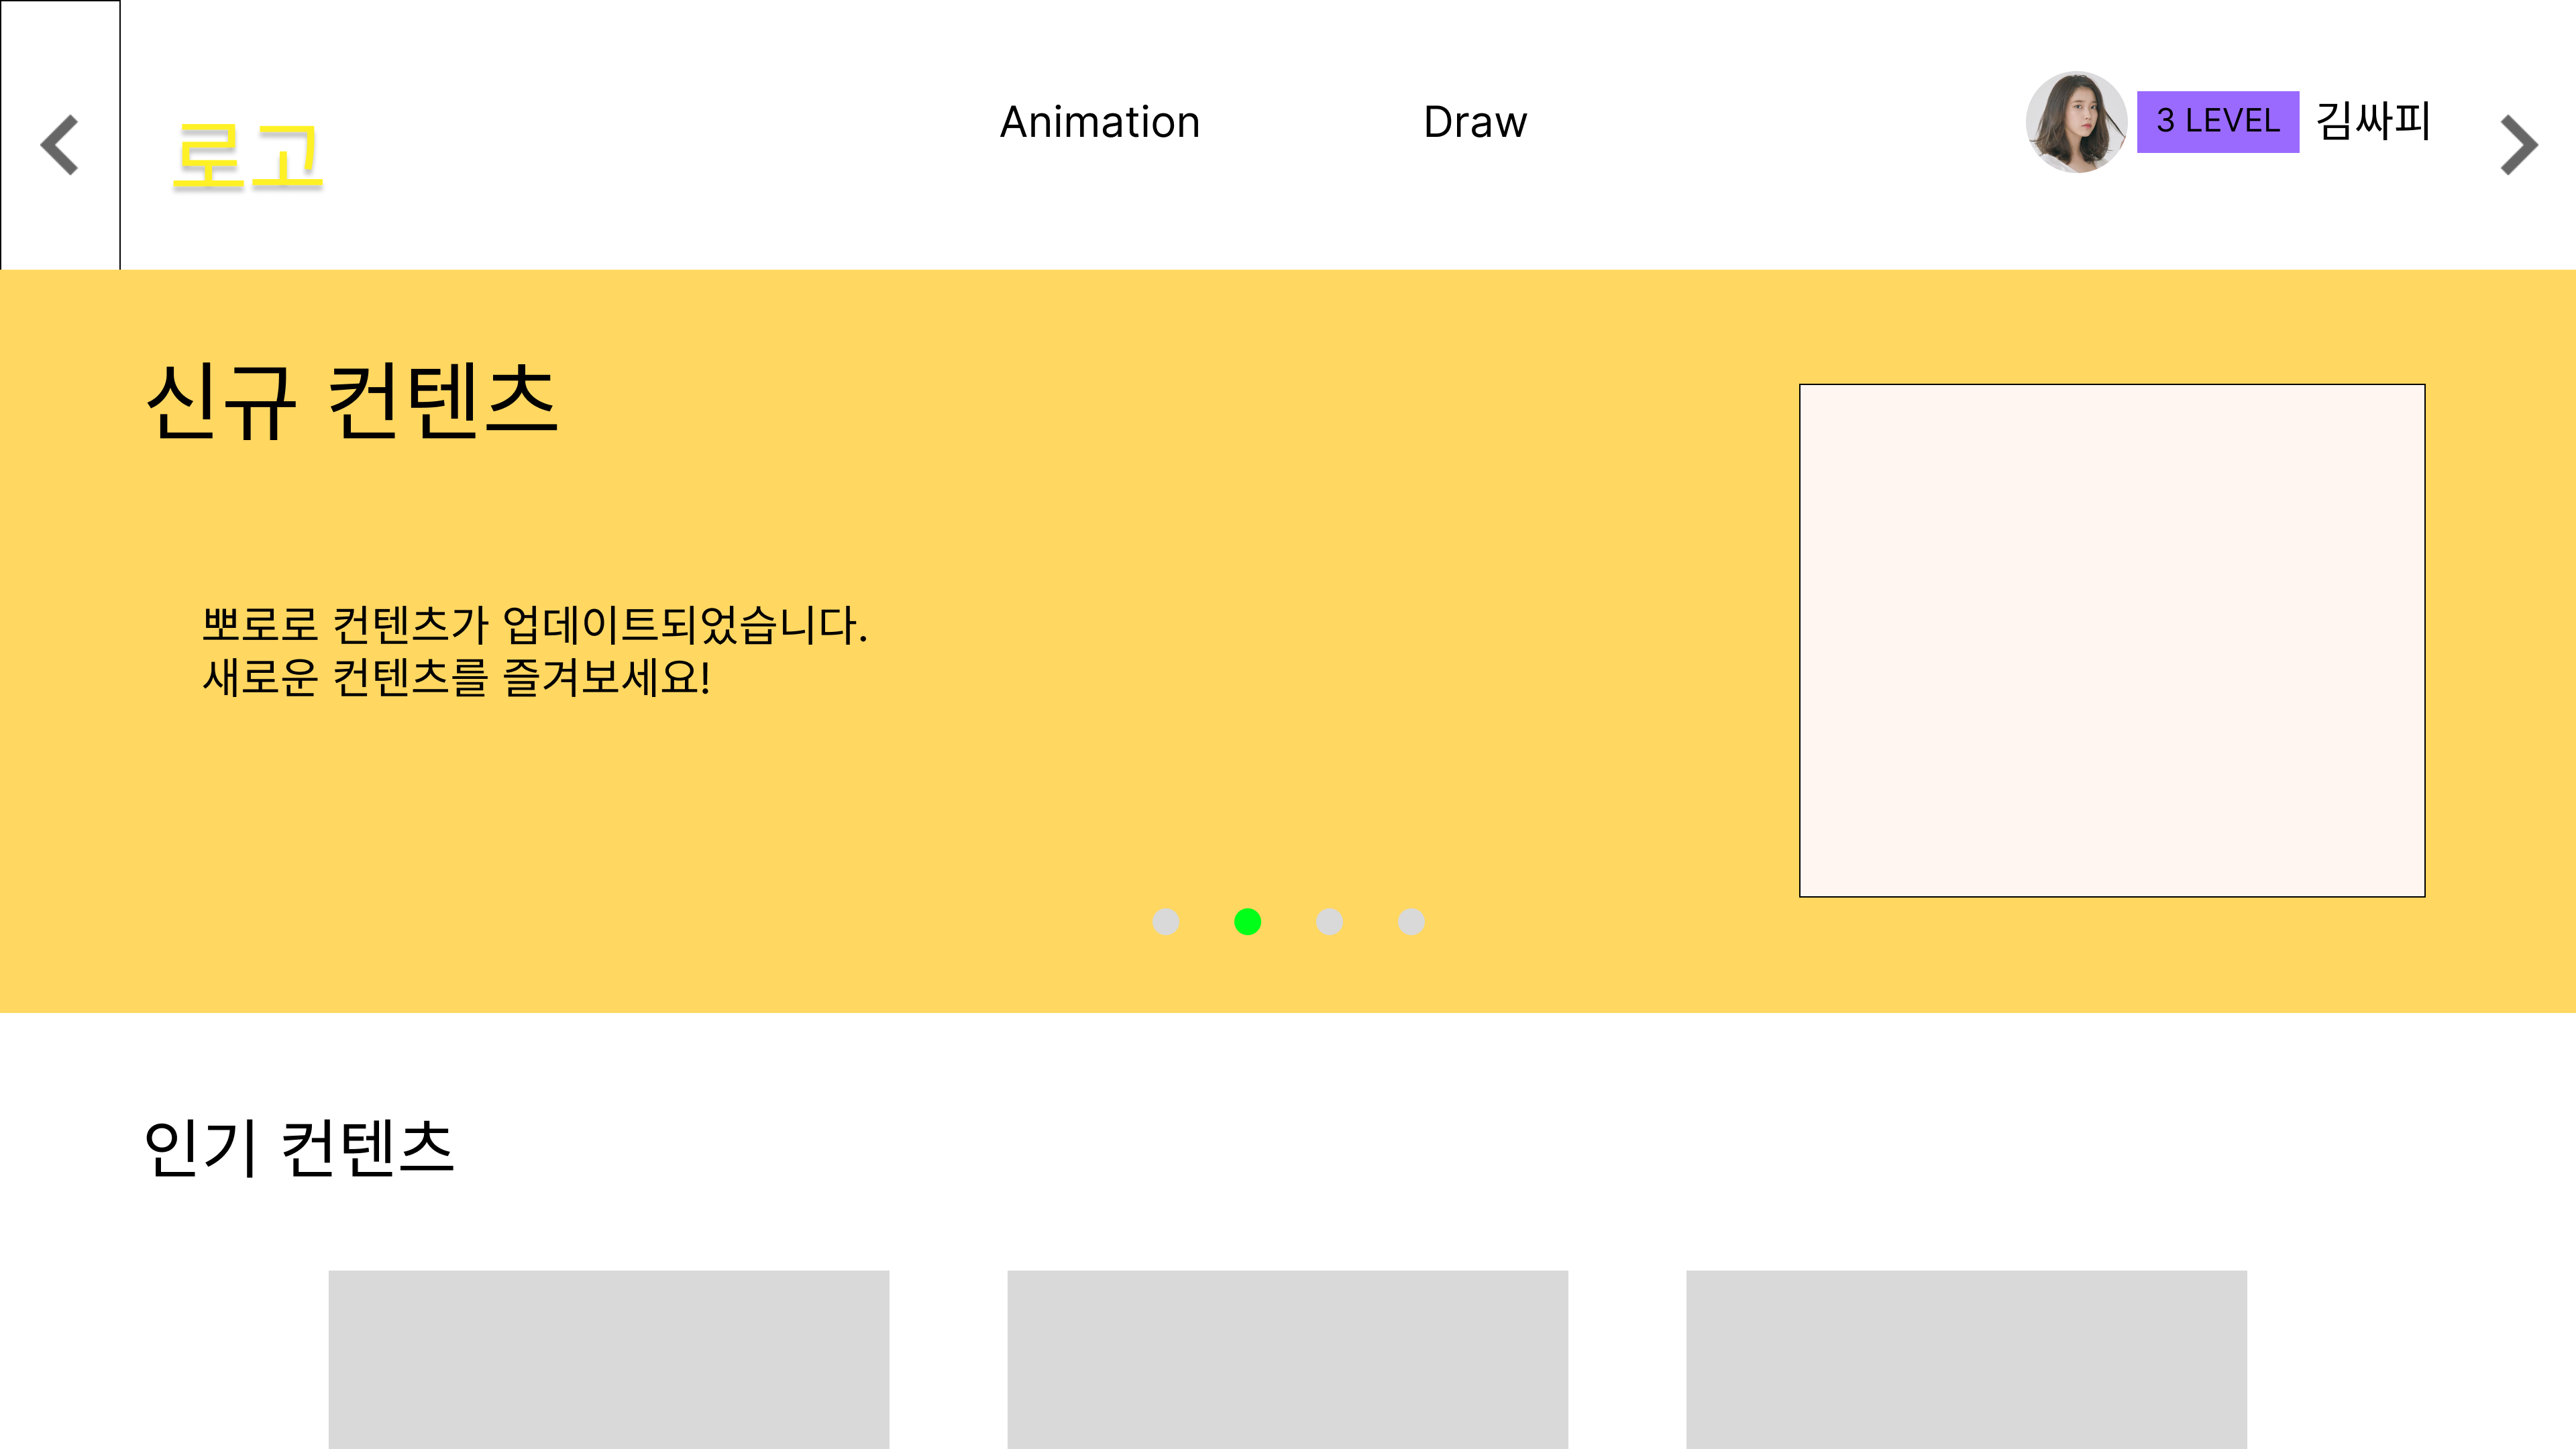 로고
Animation
Draw
3 LEVEL
김싸피
신규 컨텐츠
뽀로로 컨텐츠가 업데이트되었습니다.
새로운 컨텐츠를 즐겨보세요!
인기 컨텐츠